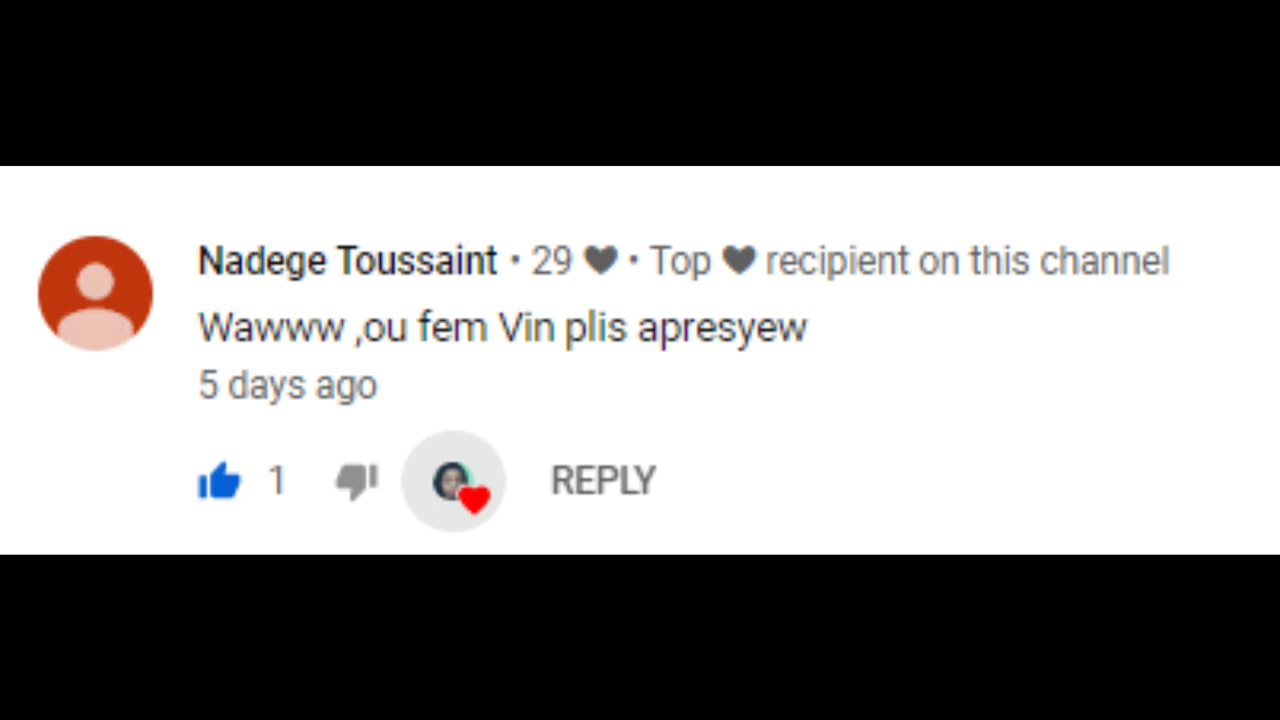 Nadege Toussaint • 29 🖤 • Top 🖤 recipient on this channel
Wawww ,ou fem Vin plis apresyew
5 days ago
1 REPLY